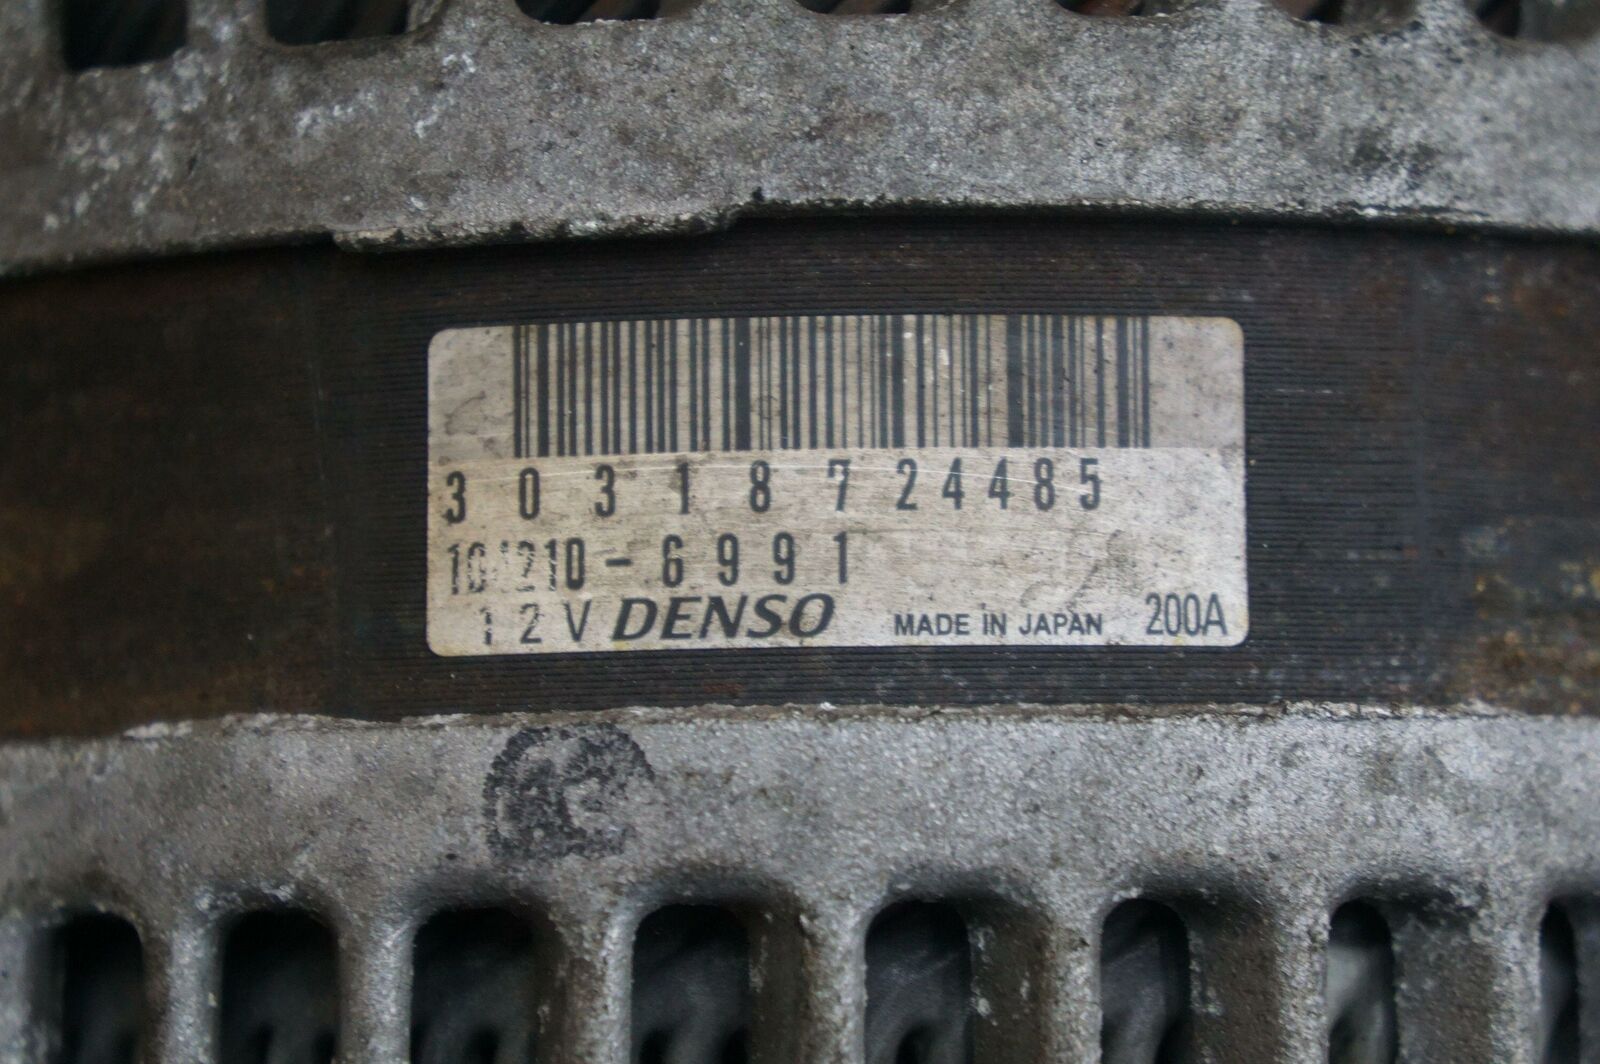 30318724485
104210-6991
12V DENSO MADE IN JAPAN 200A